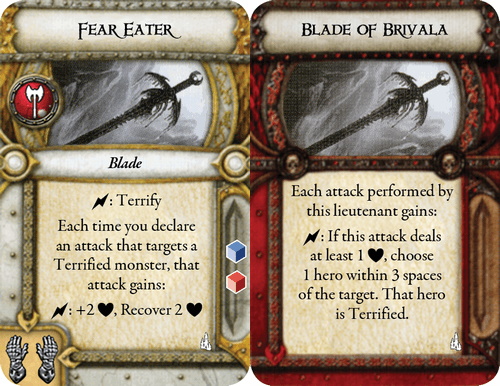 Fear Eater
Blade
: Terrify
Each time you declare
an attack that targets a
Terrified monster, that
attack gains:
: +2 , Recover 2
Blade of Brivala
Each attack performed by
this lieutenant gains:
: If this attack deals
at least 1 , choose
1 hero within 3 spaces
of the target. That hero
is Terrified.